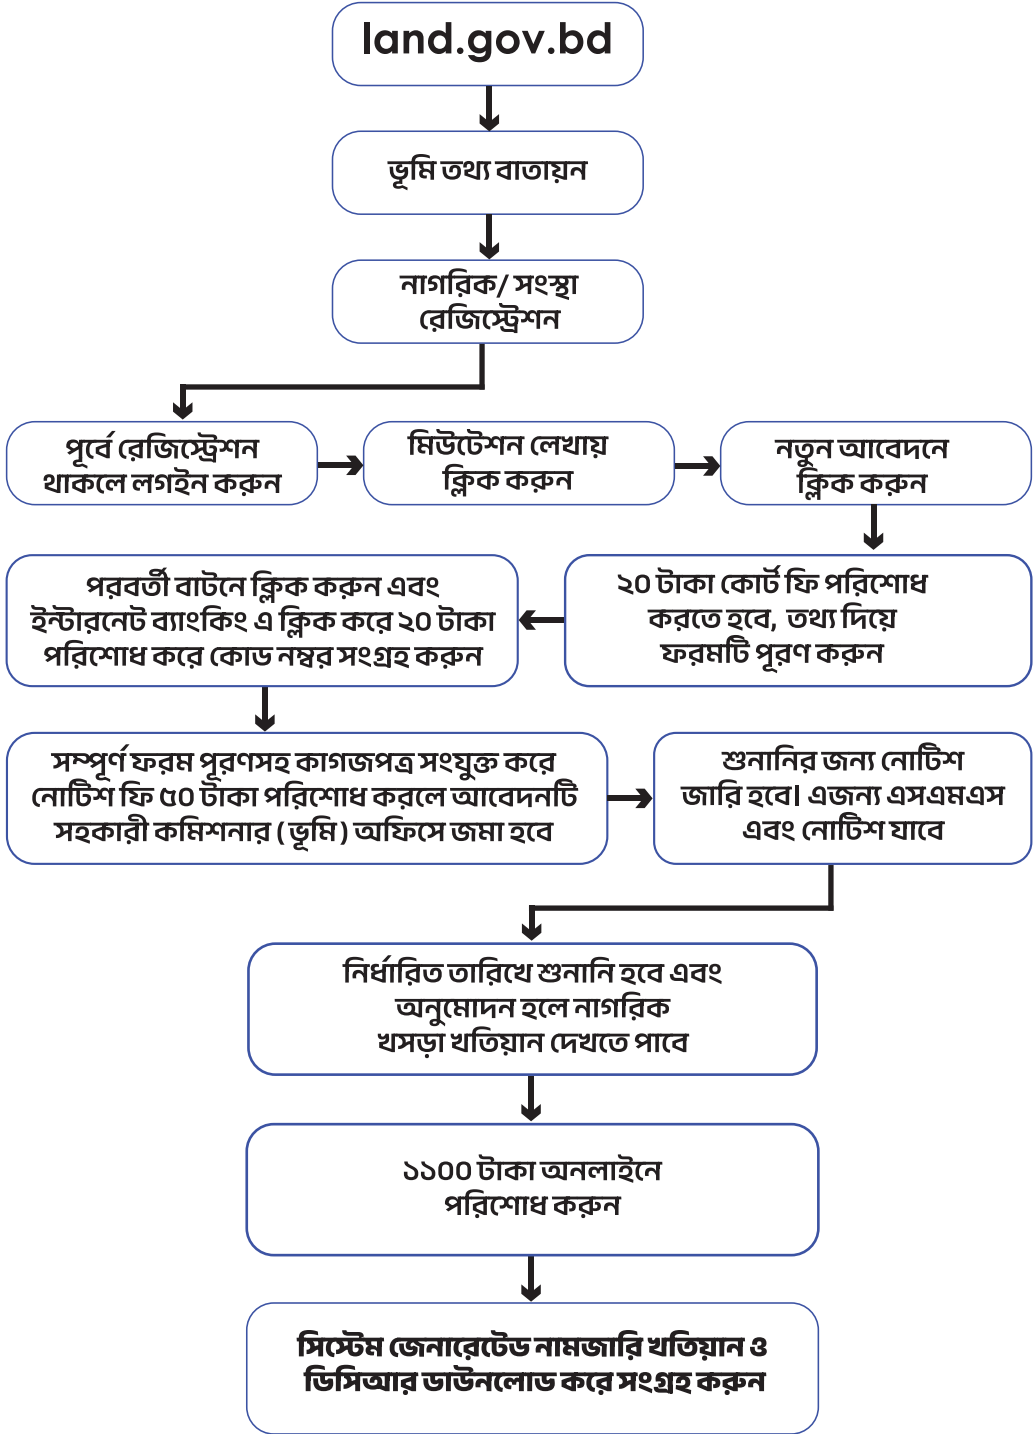 land.gov.bd
ভূমি তথ্য বাতায়ন
নাগরিক/ সংস্থা
রেজিস্ট্রেশন
পূর্বে রেজিস্ট্রেশন
থাকলে লগইন করুন
মিউটেশন লেখায়
ক্লিক করুন
নতুন আবেদনে
ক্লিক করুন
২০ টাকা কোর্ট ফি পরিশোধ
করতে হবে, তথ্য দিয়ে
ফরমটি পূরণ করুন
পরবর্তী বাটনে ক্লিক করুন এবং
ইন্টারনেট ব্যাংকিং এ ক্লিক করে ২০ টাকা
পরিশোধ করে কোড নম্বর সংগ্রহ করুন
সম্পূর্ণ ফরম পূরণসহ কাগজপত্র সংযুক্ত করে
নোটিশ ফি ৫০ টাকা পরিশোধ করলে আবেদনটি
সহকারী কমিশনার (ভূমি) অফিসে জমা হবে
শুনানির জন্য নোটিশ
জারি হবে। এজন্য এসএমএস
এবং নোটিশ যাবে
নির্ধারিত তারিখে শুনানি হবে এবং
অনুমোদন হলে নাগরিক
খসড়া খতিয়ান দেখতে পাবে
১১০০ টাকা অনলাইনে
পরিশোধ করুন
সিস্টেম জেনারেটেড নামজারি খতিয়ান ও
ডিসিআর ডাউনলোড করে সংগ্রহ করুন